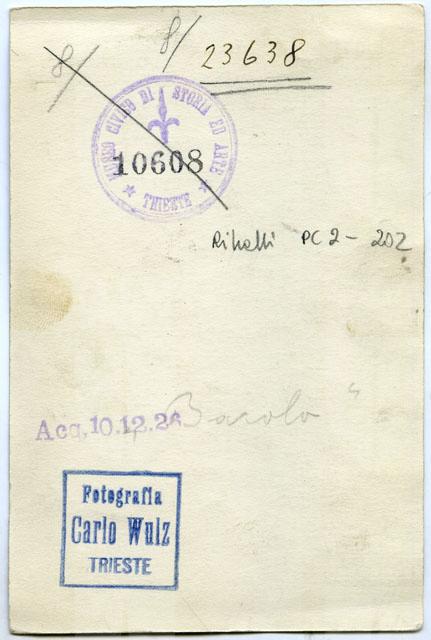 8/ 8/ 23638
MUSEO CIVICO DI STORIA ED ARTE
10608
TRIESTE
PC 2 - 202
"Barolo"
Acq. 10.12.26
Fotografia
Carlo Wulz
TRIESTE